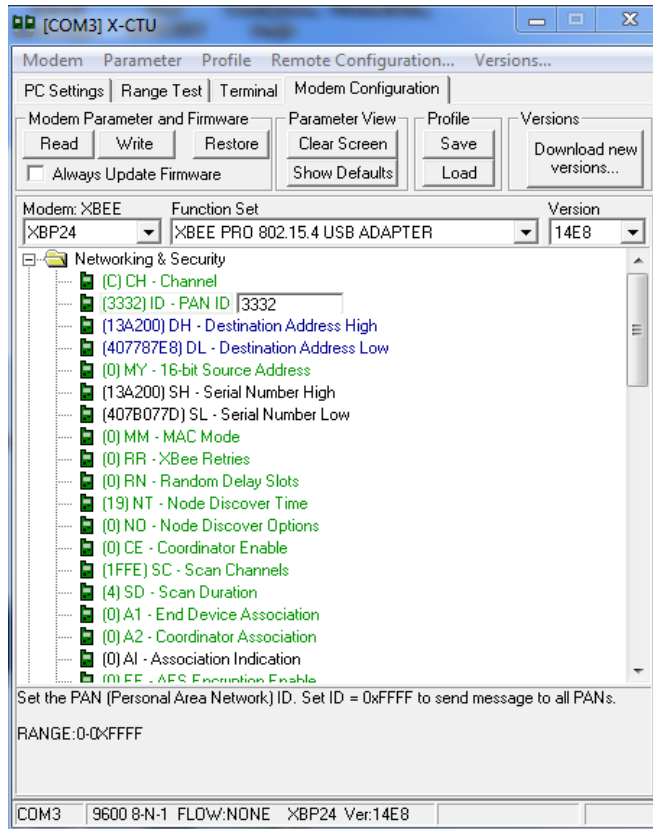 [COM3] X-CTU
Modem Parameter Profile Remote Configuration... Versions...
PC Settings Range Test Terminal Modem Configuration
Modem Parameter and Firmware Parameter View Profile Versions
Read Write Restore Clear Screen Save Download new versions...
Always Update Firmware Show Defaults Load
Modem: XBEE Function Set Version
XBP24 XBEE PRO 802.15.4 USB ADAPTER 14E8
Networking & Security
(C) CH - Channel
(3332) ID - PAN ID 3332
(13A200) DH - Destination Address High
(407787E8) DL - Destination Address Low
(0) MY - 16-bit Source Address
(13A200) SH - Serial Number High
(407B077D) SL - Serial Number Low
(0) MM - MAC Mode
(0) RR - XBee Retries
(0) RN - Random Delay Slots
(19) NT - Node Discover Time
(0) NO - Node Discover Options
(0) CE - Coordinator Enable
(1FFE) SC - Scan Channels
(4) SD - Scan Duration
(0) A1 - End Device Association
(0) A2 - Coordinator Association
(0) AI - Association Indication
(0) EE - AES Encryption Enable
Set the PAN (Personal Area Network) ID. Set ID = 0xFFFF to send message to all PANs.
RANGE:0-0XFFFF
COM3 9600 8-N-1 FLOW:NONE XBP24 Ver:14E8